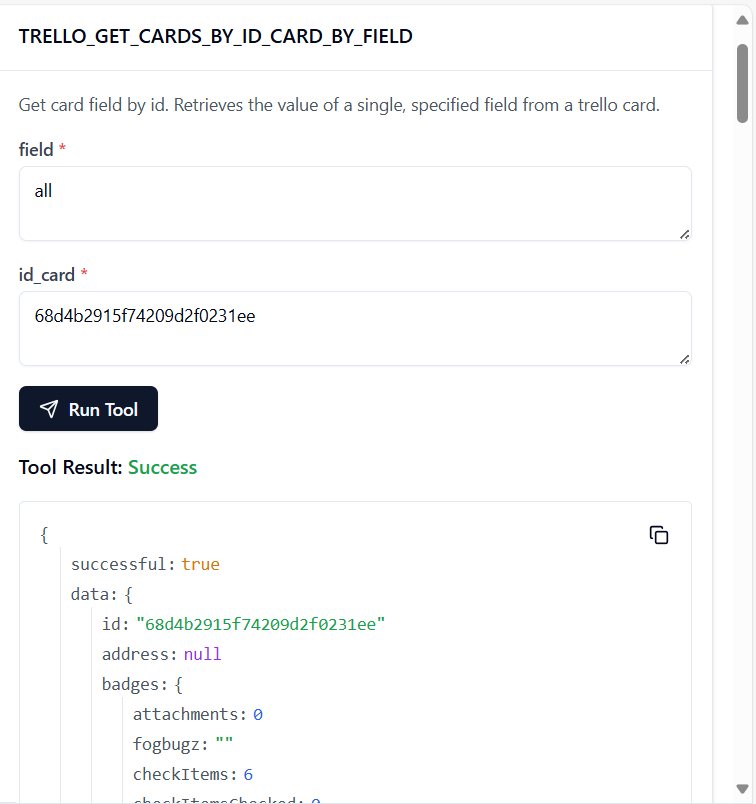 TRELLO_GET_CARDS_BY_ID_CARD_BY_FIELD
Get card field by id. Retrieves the value of a single, specified field from a trello card.
field *
all
id_card *
68d4b2915f74209d2f0231ee
Run Tool
Tool Result: Success
{
successful: true
data: {
id: "68d4b2915f74209d2f0231ee"
address: null
badges: {
attachments: 0
fogbugz: ""
checkItems: 6
checkItemsChecked: 0